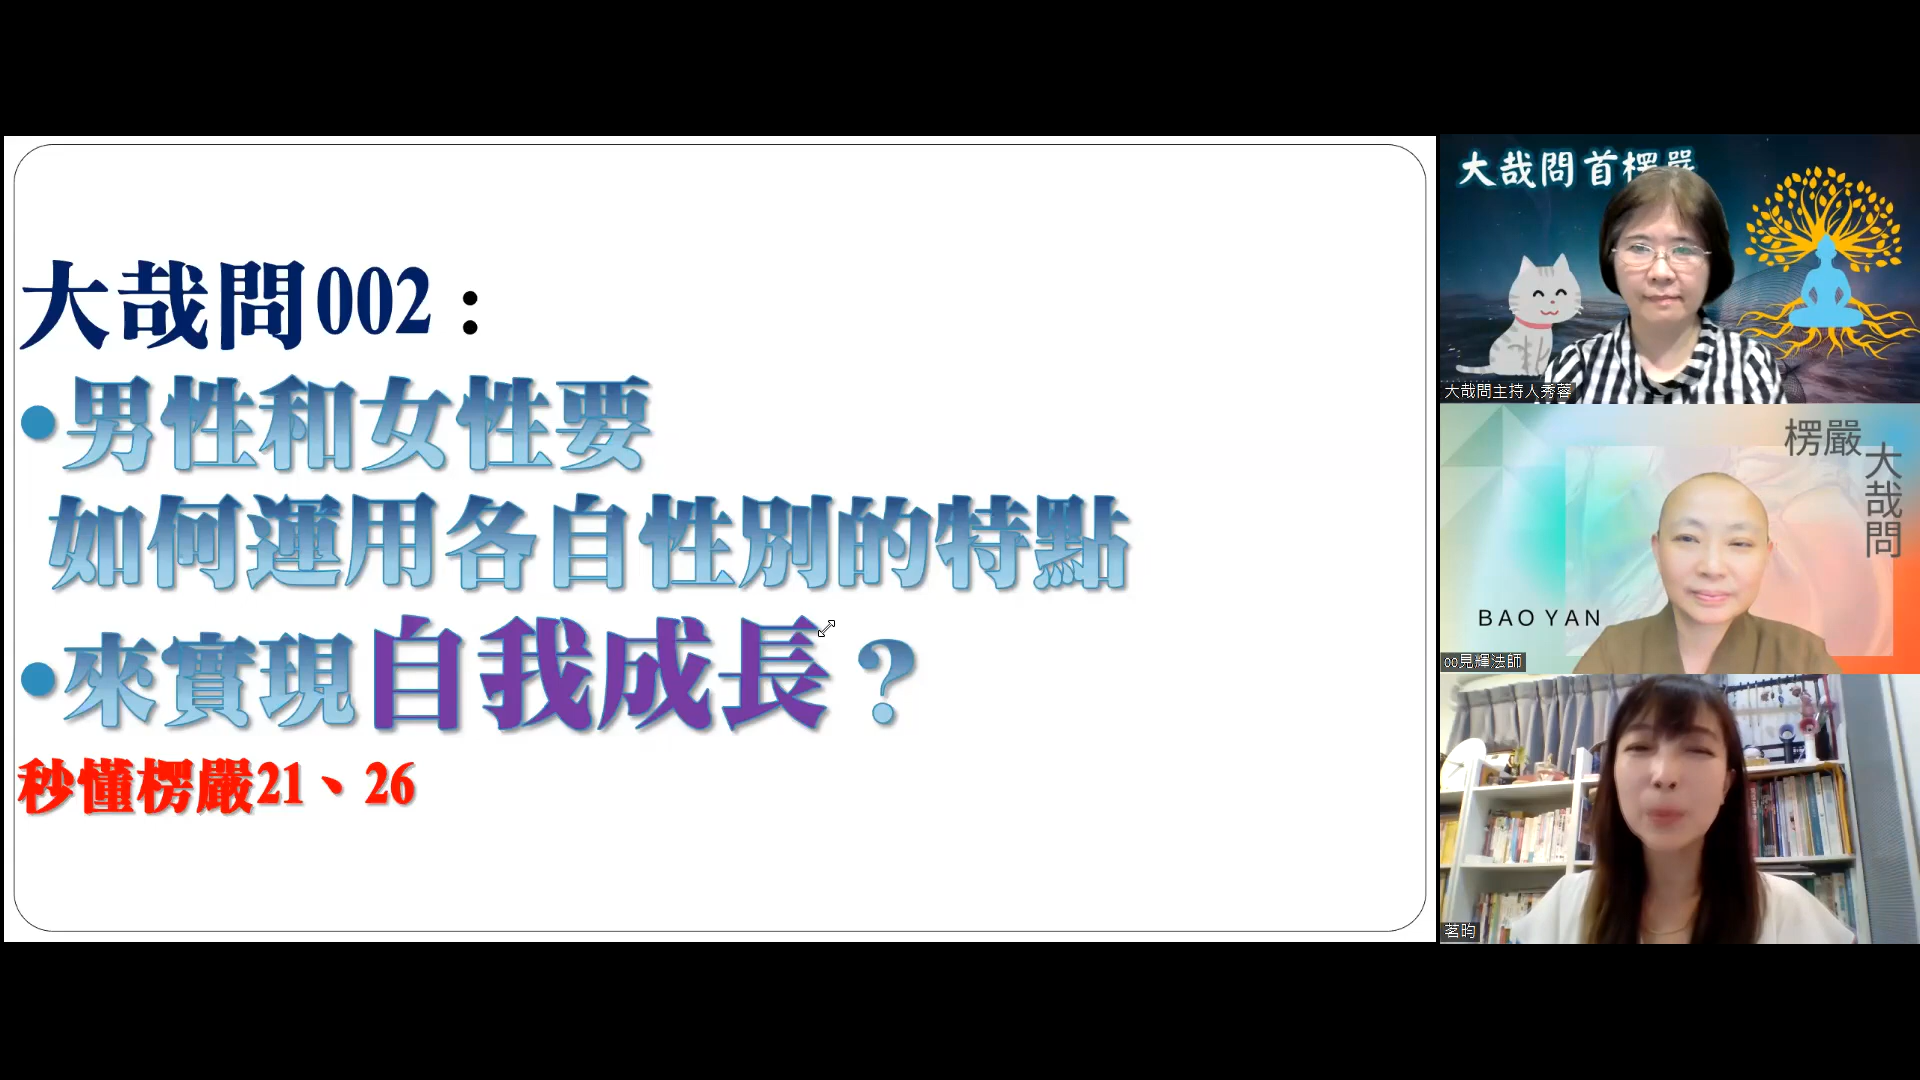 大哉問002：
•男性和女性要
如何運用各自性別的特點
•來實現自我成長？
秒懂楞嚴21、26
大哉問首楞嚴
大哉問主持人秀蓉
楞嚴
大哉問
BAO YAN
oo見輝法師
茗昀